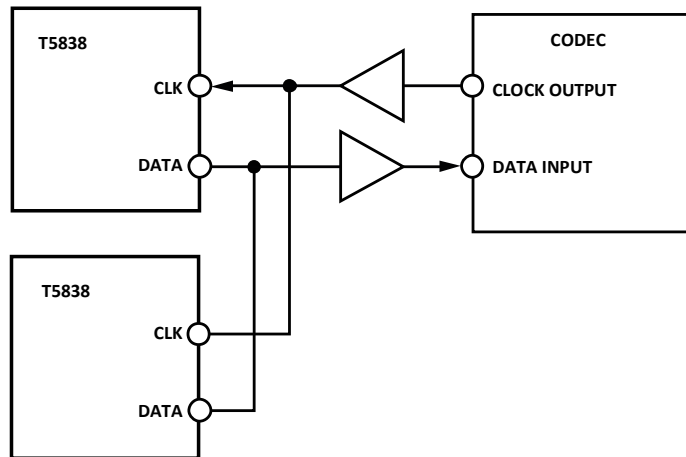 T5838
CLK
DATA
CODEC
CLOCK OUTPUT
DATA INPUT
T5838
CLK
DATA